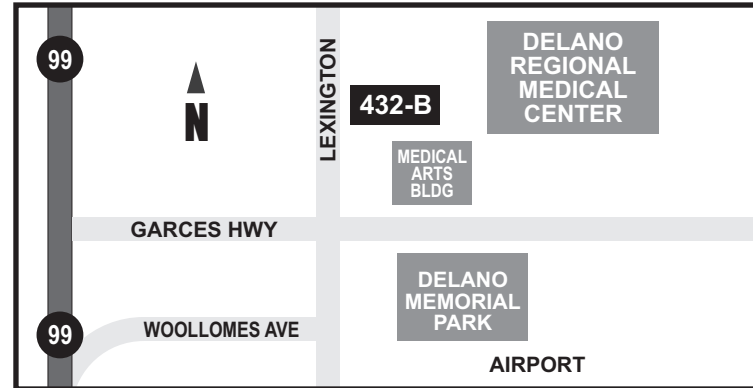 99
N
LEXINGTON
432-B
DELANO
REGIONAL
MEDICAL
CENTER
MEDICAL
ARTS
BLDG
GARCES HWY
DELANO
MEMORIAL
PARK
99
WOOLLOMES AVE
AIRPORT